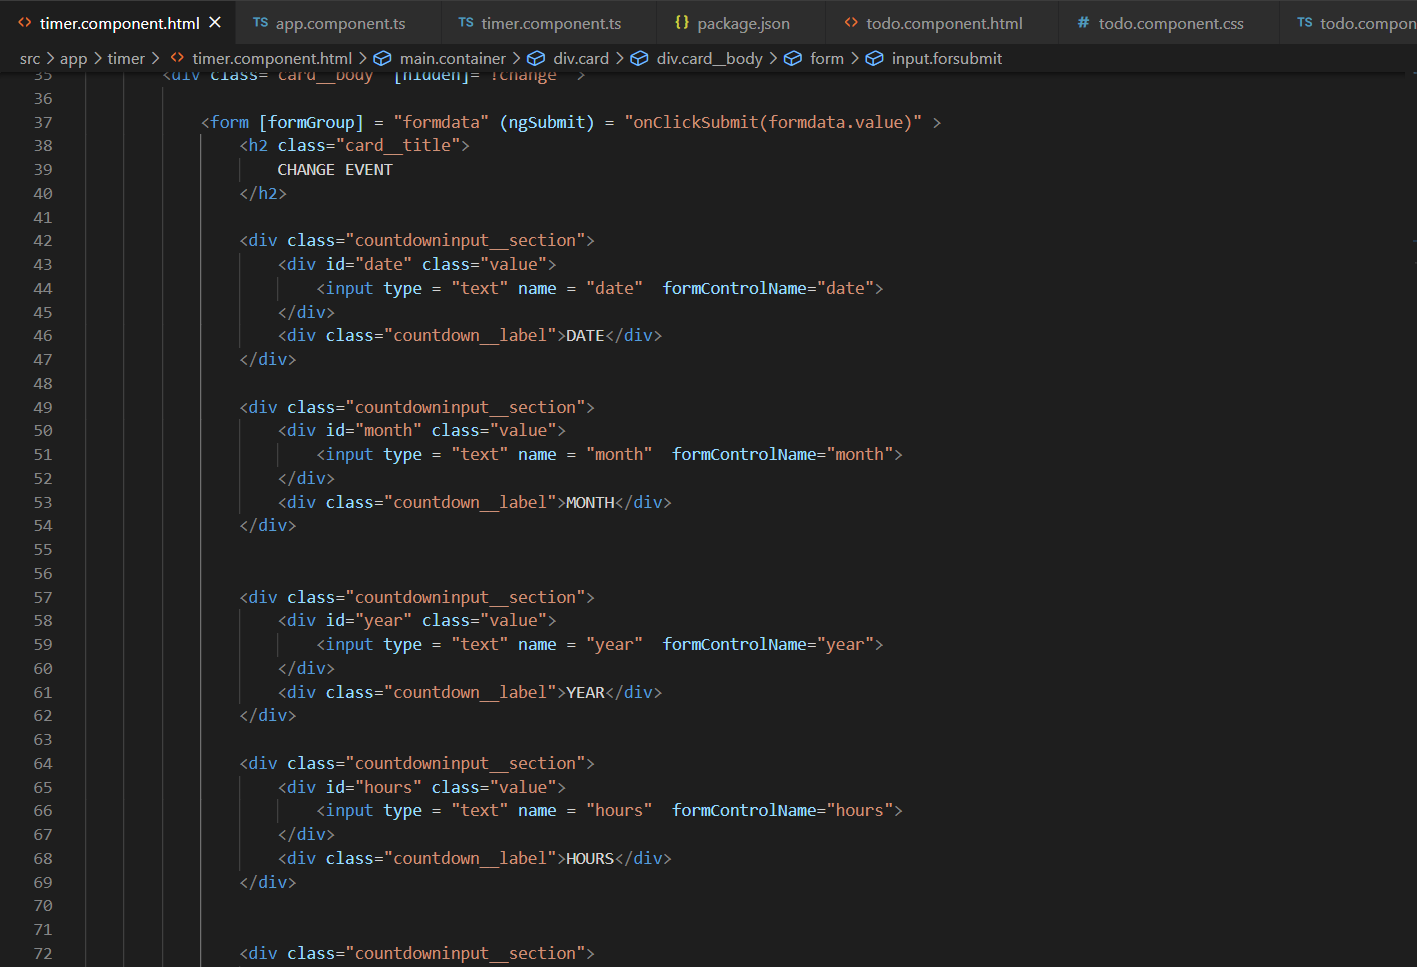 timer.component.html app.component.ts timer.component.ts package.json todo.component.html todo.component.css todo.compon
src > app > timer > timer.component.html > main.container > div.card > div.card__body > form > input.forsubmit
35 <div class="card__body" [hidden]="!change">
36
37 <form [formGroup] = "formdata" (ngSubmit) = "onClickSubmit(formdata.value)" >
38 <h2 class="card__title">
39 CHANGE EVENT
40 </h2>
41
42 <div class="countdowninput__section">
43 <div id="date" class="value">
44 <input type = "text" name = "date"  formControlName="date">
45 </div>
46 <div class="countdown__label">DATE</div>
47 </div>
48
49 <div class="countdowninput__section">
50 <div id="month" class="value">
51 <input type = "text" name = "month"  formControlName="month">
52 </div>
53 <div class="countdown__label">MONTH</div>
54 </div>
55
56
57 <div class="countdowninput__section">
58 <div id="year" class="value">
59 <input type = "text" name = "year"  formControlName="year">
60 </div>
61 <div class="countdown__label">YEAR</div>
62 </div>
63
64 <div class="countdowninput__section">
65 <div id="hours" class="value">
66 <input type = "text" name = "hours"  formControlName="hours">
67 </div>
68 <div class="countdown__label">HOURS</div>
69 </div>
70
71
72 <div class="countdowninput__section">